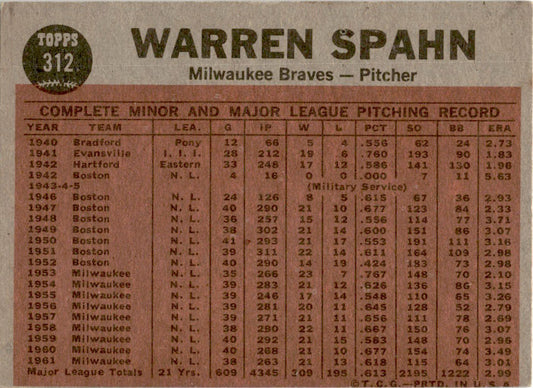 TOPPS
312
WARREN SPAHN
Milwaukee Braves — Pitcher
COMPLETE MINOR AND MAJOR LEAGUE PITCHING RECORD
YEAR TEAM LEA. G IP W L PCT SO BB ERA
1940 Bradford Pony 12 66 5 4 .556 62 24 2.73
1941 Evansville I. I. I. 28 212 19 6 .760 193 90 1.83
1942 Hartford Eastern 33 248 17 12 .586 141 130 1.96
1942 Boston N. L. 4 16 0 0 .000 7 11 5.63
1943-4-5 (Military Service)
1946 Boston N. L. 24 126 8 5 .615 67 36 2.93
1947 Boston N. L. 40 290 21 10 .677 123 84 2.33
1948 Boston N. L. 36 257 15 12 .556 114 77 3.71
1949 Boston N. L. 38 302 21 14 .600 151 86 3.07
1950 Boston N. L. 41 293 21 17 .553 191 111 3.16
1951 Boston N. L. 39 311 22 14 .611 164 109 2.98
1952 Boston N. L. 40 290 14 19 .424 183 73 2.98
1953 Milwaukee N. L. 35 266 23 7 .767 148 70 2.10
1954 Milwaukee N. L. 39 283 21 12 .636 136 86 3.15
1955 Milwaukee N. L. 39 246 17 14 .548 110 65 3.26
1956 Milwaukee N. L. 39 281 20 11 .645 128 52 2.79
1957 Milwaukee N. L. 39 271 21 11 .656 111 78 2.69
1958 Milwaukee N. L. 38 290 22 11 .667 150 76 3.07
1959 Milwaukee N. L. 40 292 21 15 .583 143 70 2.96
1960 Milwaukee N. L. 40 268 21 10 .677 154 74 3.49
1961 Milwaukee N. L. 38 263 21 13 .618 115 64 3.01
Major League Totals 21 Yrs. 609 4345 309 195 .613 2195 1222 2.99
© T.C.G.—PRTD. IN U.S.A.